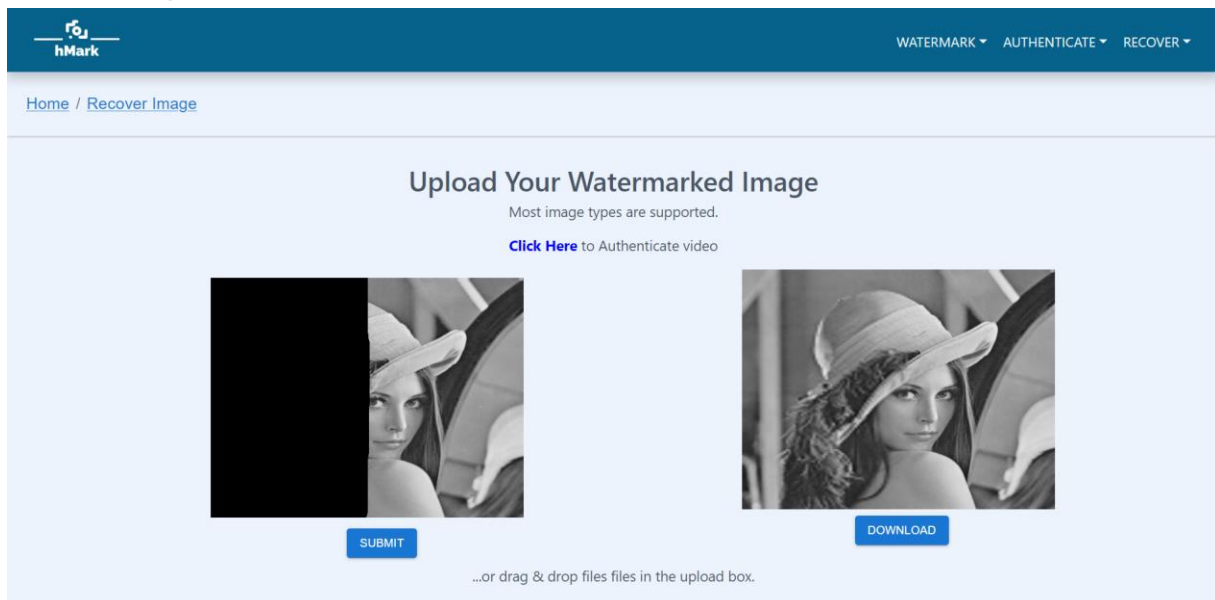 hMark
WATERMARK AUTHENTICATE RECOVER
Home / Recover Image
Upload Your Watermarked Image
Most image types are supported.
Click Here to Authenticate video
SUBMIT
DOWNLOAD
...or drag & drop files files in the upload box.